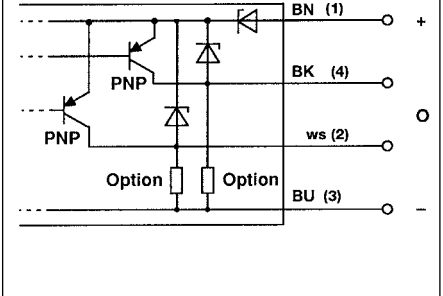 BN (1)
+
PNP
BK (4)
O
PNP
ws (2)
Option
Option
BU (3)
–